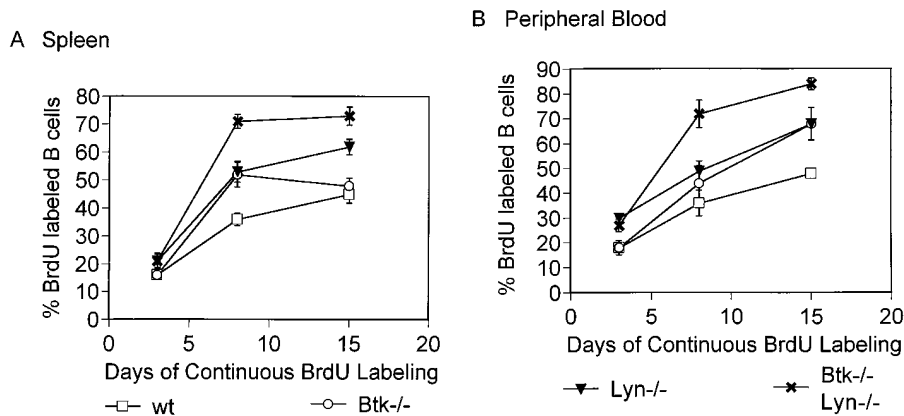 A Spleen
% BrdU labeled B cells
80
70
60
50
40
30
20
10
0
0 5 10 15 20
Days of Continuous BrdU Labeling
wt
Btk-/-
B Peripheral Blood
% BrdU labeled B cells
90
80
70
60
50
40
30
20
10
0
0 5 10 15 20
Days of Continuous BrdU Labeling
Lyn-/-
Btk-/-
Lyn-/-